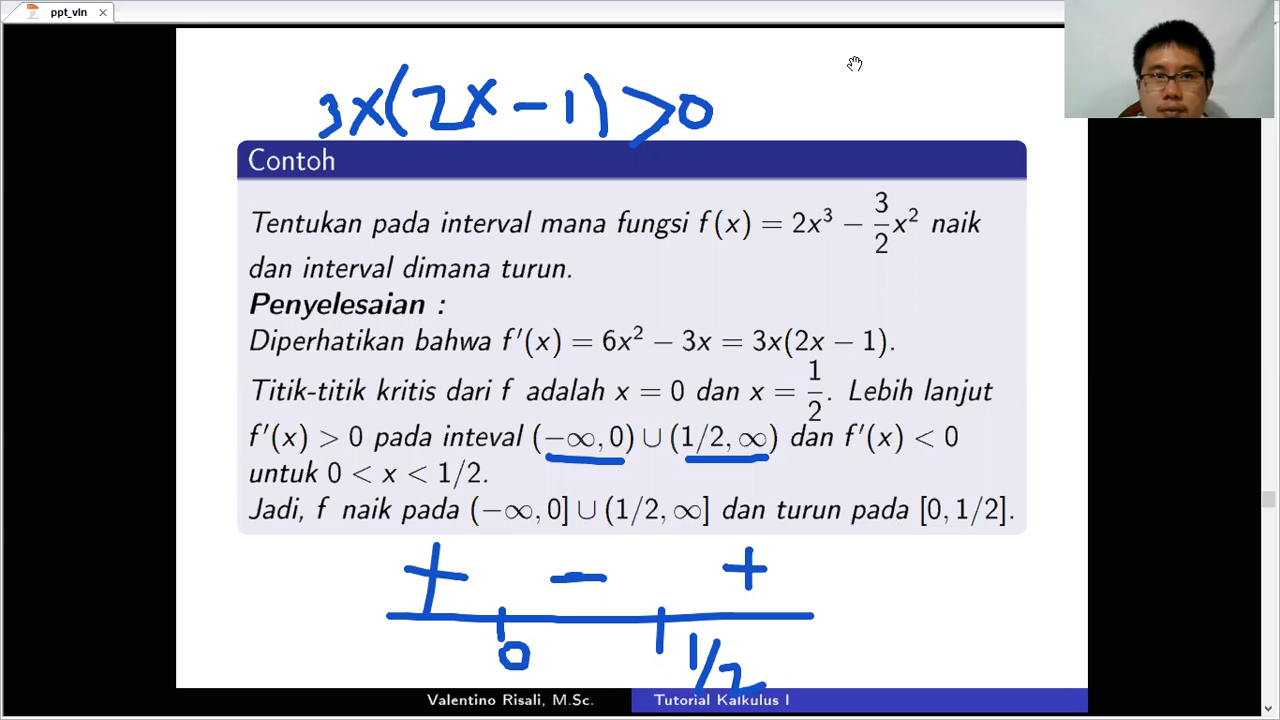 ppt_vln
3x(2x-1)>0
Contoh
Tentukan pada interval mana fungsi f(x) = 2x³ − 3/2 x² naik
dan interval dimana turun.
Penyelesaian :
Diperhatikan bahwa f′(x) = 6x² − 3x = 3x(2x − 1).
Titik-titik kritis dari f adalah x = 0 dan x = 1/2. Lebih lanjut
f′(x) > 0 pada inteval (−∞, 0) ∪ (1/2, ∞) dan f′(x) < 0
untuk 0 < x < 1/2.
Jadi, f naik pada (−∞, 0] ∪ (1/2, ∞] dan turun pada [0, 1/2].
+ − +
0 1/2
Valentino Risali, M.Sc. Tutorial Kalkulus I